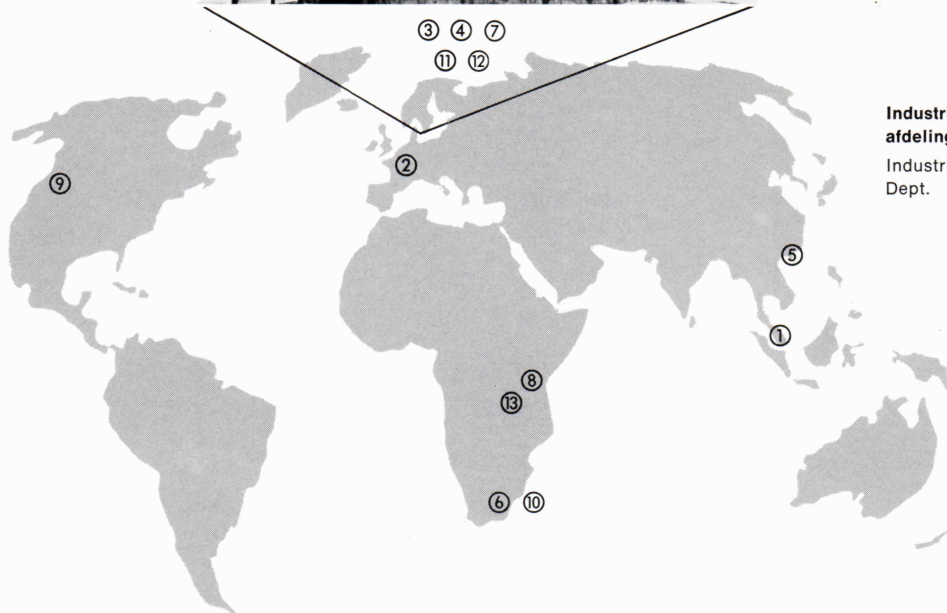 ③ ④ ⑦
⑪ ⑫
Industri
afdeling
Industri
Dept.
②
⑨
⑤
①
⑧
⑬
⑥ ⑩